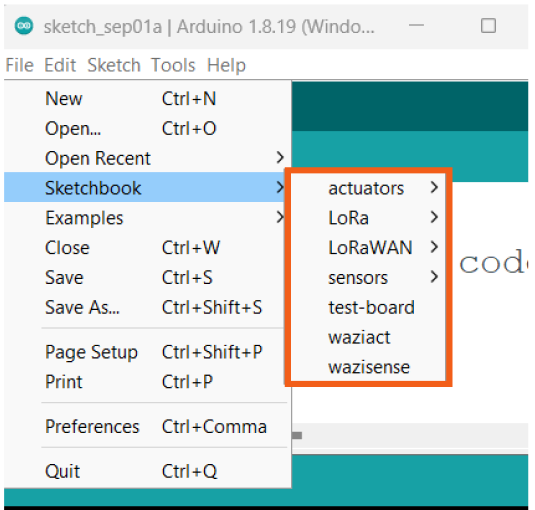 sketch_sep01a | Arduino 1.8.19 (Windo...
File Edit Sketch Tools Help
New Ctrl+N
Open... Ctrl+O
Open Recent
Sketchbook
Examples
Close Ctrl+W
Save Ctrl+S
Save As... Ctrl+Shift+S
Page Setup Ctrl+Shift+P
Print Ctrl+P
Preferences Ctrl+Comma
Quit Ctrl+Q
actuators
LoRa
LoRaWAN
sensors
test-board
waziact
wazisense